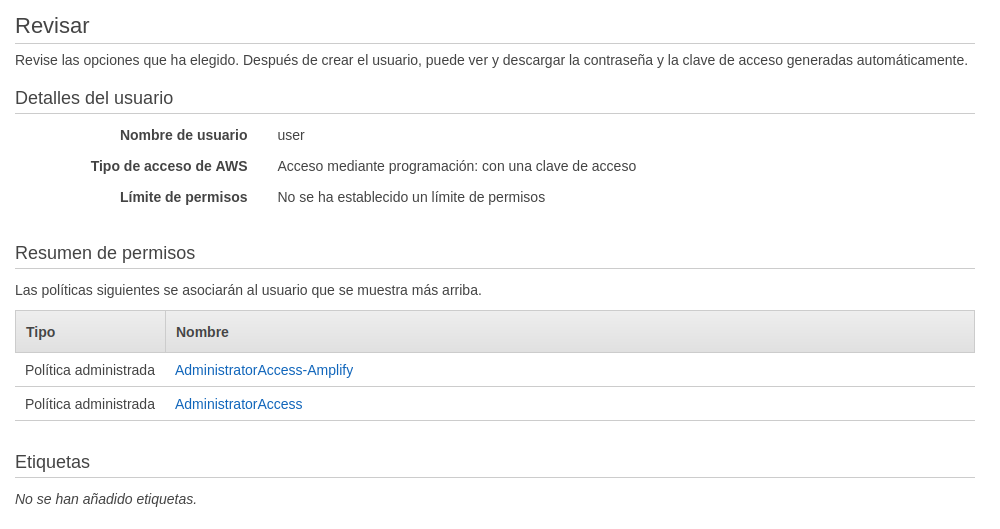 Revisar
Revise las opciones que ha elegido. Después de crear el usuario, puede ver y descargar la contraseña y la clave de acceso generadas automáticamente.
Detalles del usuario
Nombre de usuario user
Tipo de acceso de AWS Acceso mediante programación: con una clave de acceso
Límite de permisos No se ha establecido un límite de permisos
Resumen de permisos
Las políticas siguientes se asociarán al usuario que se muestra más arriba.
Tipo Nombre
Política administrada AdministratorAccess-Amplify
Política administrada AdministratorAccess
Etiquetas
No se han añadido etiquetas.